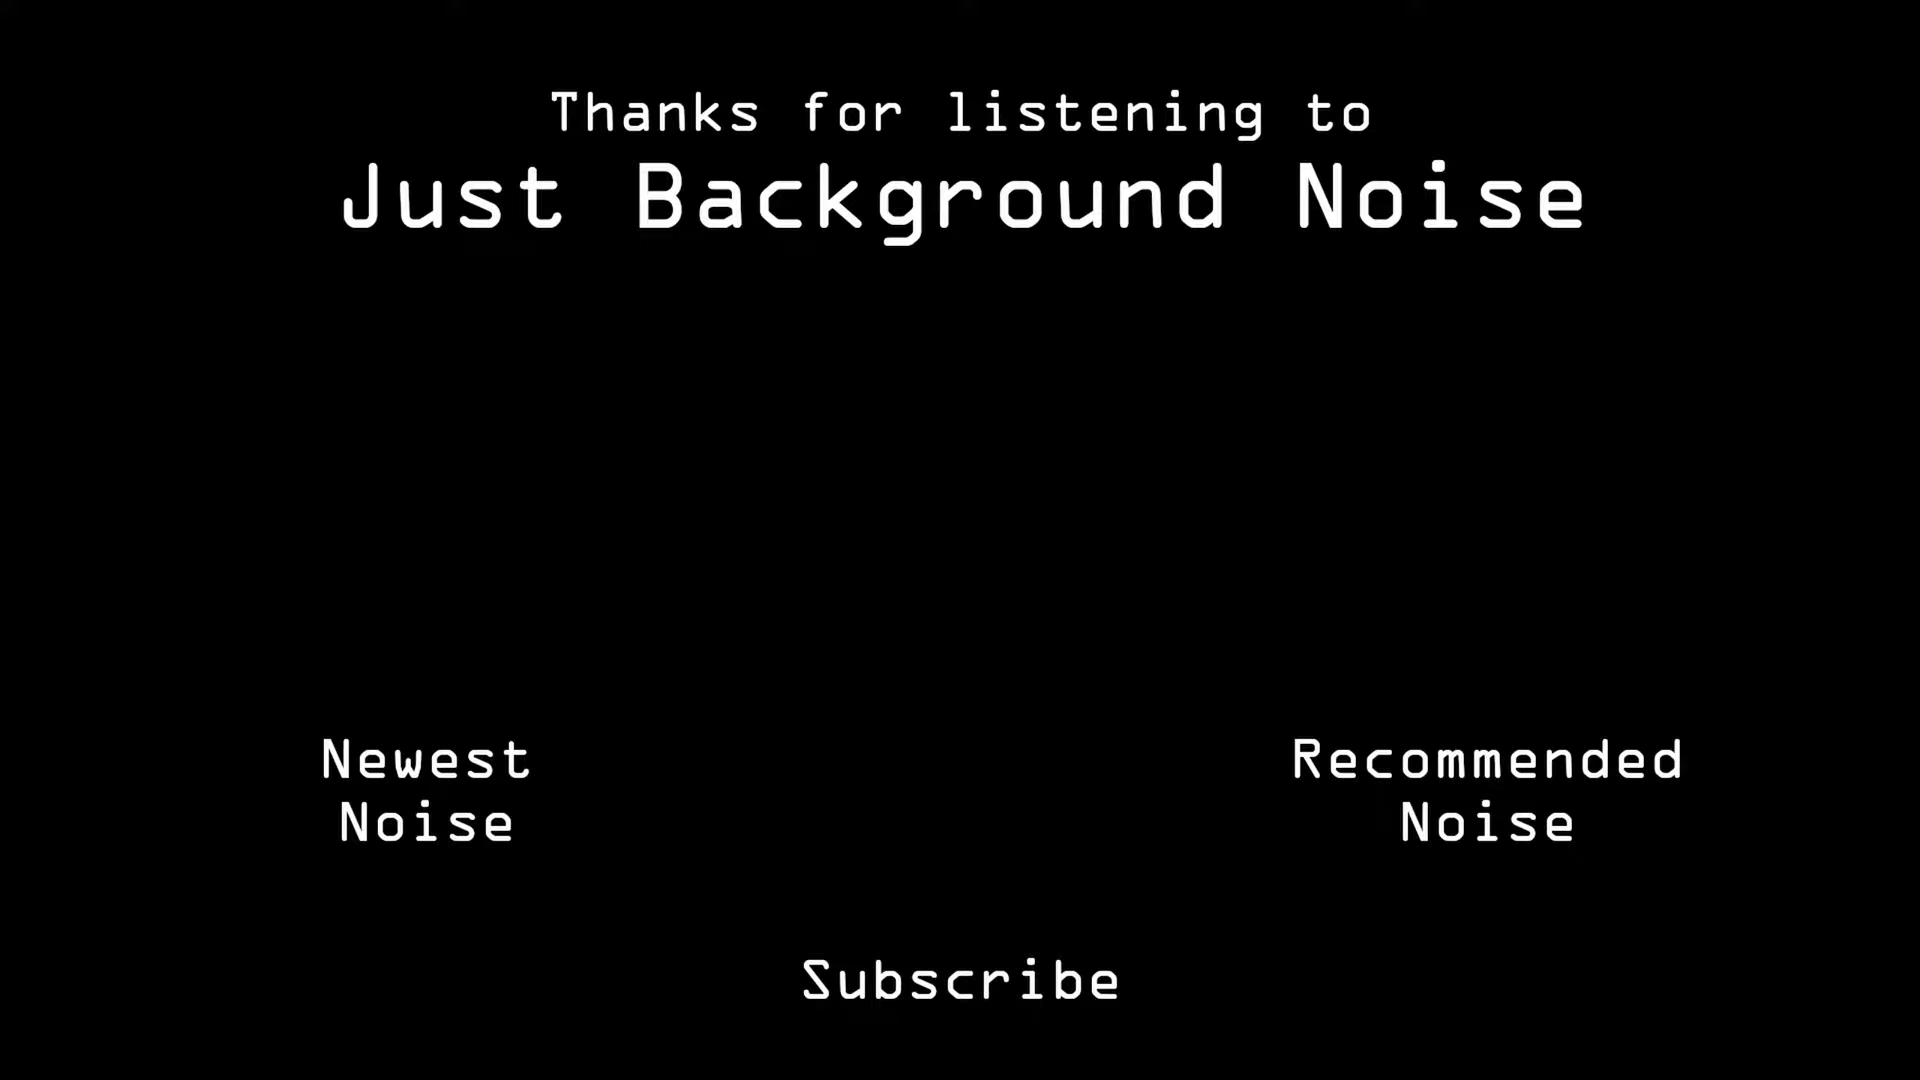 Thanks for listening to
Just Background Noise
Newest
Noise
Recommended
Noise
Subscribe